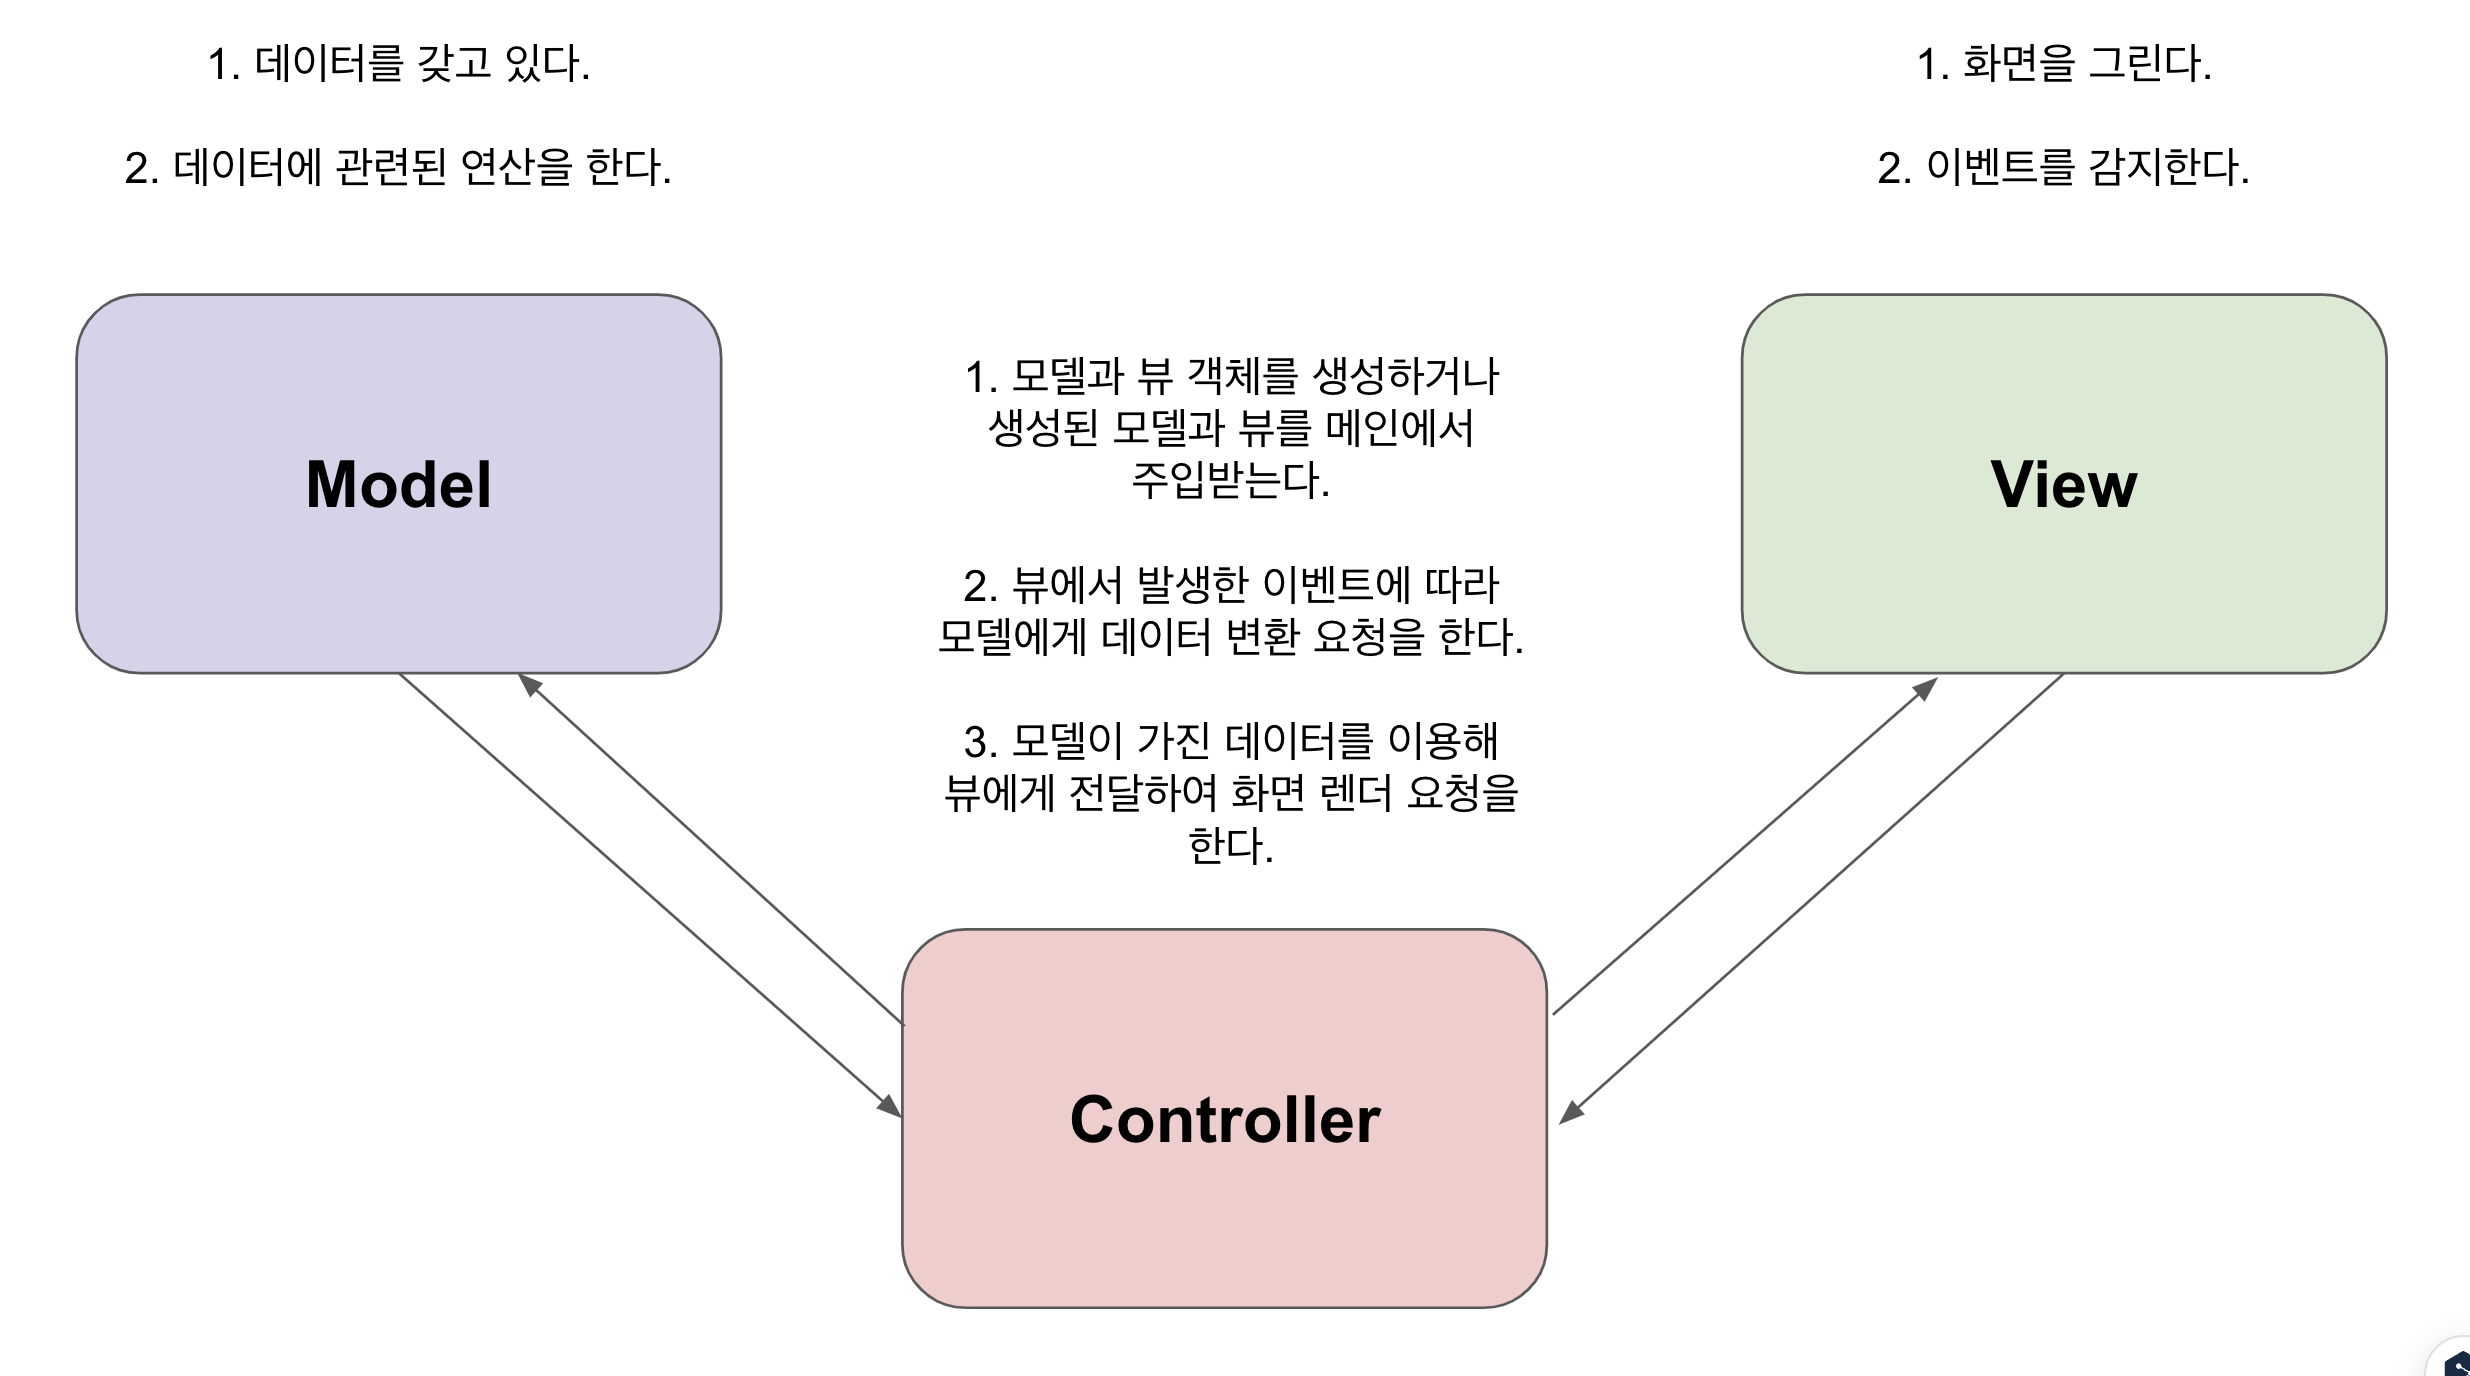 1. 데이터를 갖고 있다.
2. 데이터에 관련된 연산을 한다.
1. 화면을 그린다.
2. 이벤트를 감지한다.
Model
1. 모델과 뷰 객체를 생성하거나
생성된 모델과 뷰를 메인에서
주입받는다.
2. 뷰에서 발생한 이벤트에 따라
모델에게 데이터 변환 요청을 한다.
3. 모델이 가진 데이터를 이용해
뷰에게 전달하여 화면 렌더 요청을
한다.
View
Controller